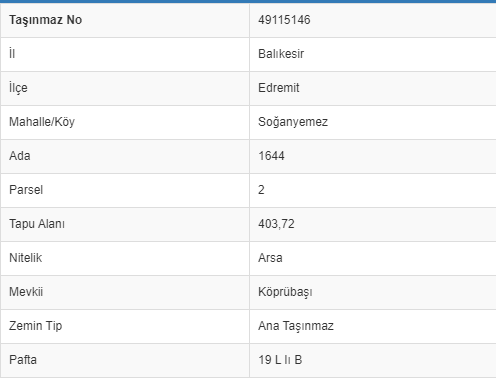 Taşınmaz No 49115146
İl Balıkesir
İlçe Edremit
Mahalle/Köy Soğanyemez
Ada 1644
Parsel 2
Tapu Alanı 403,72
Nitelik Arsa
Mevkii Köprübaşı
Zemin Tip Ana Taşınmaz
Pafta 19 L lı B